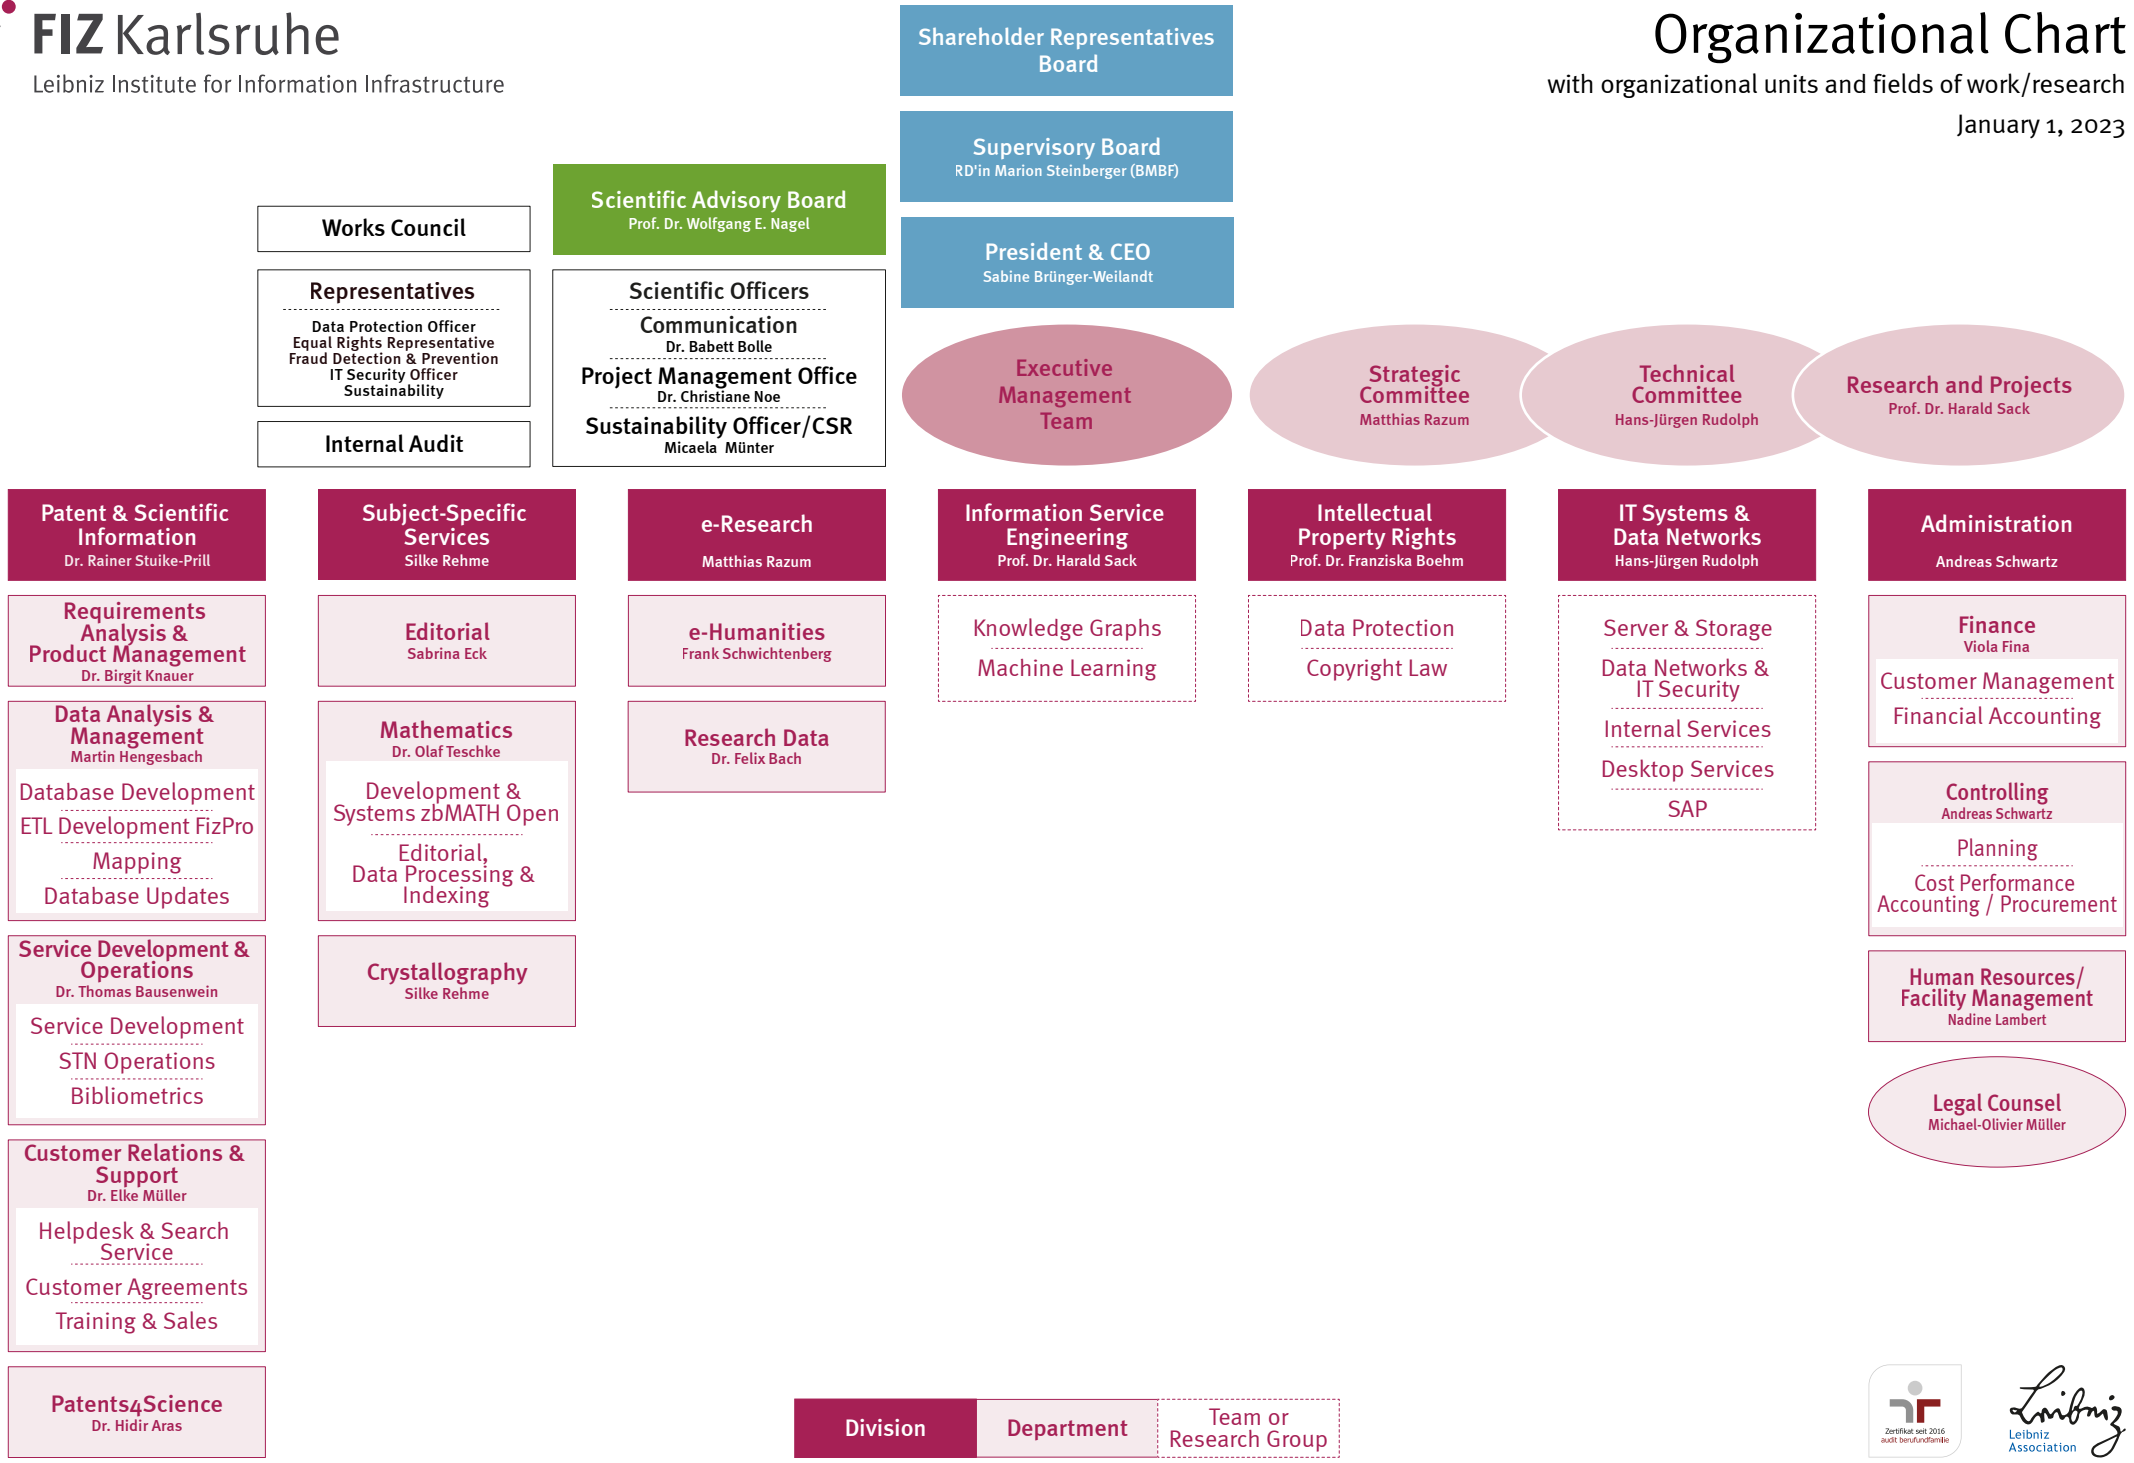 FIZ Karlsruhe
Leibniz Institute for Information Infrastructure
Organizational Chart
with organizational units and fields of work/research
January 1, 2023
Shareholder Representatives
Board
Supervisory Board
RD'in Marion Steinberger (BMBF)
President & CEO
Sabine Brünger-Weilandt
Scientific Advisory Board
Prof. Dr. Wolfgang E. Nagel
Works Council
Representatives
Data Protection Officer
Equal Rights Representative
Fraud Detection & Prevention
IT Security Officer
Sustainability
Internal Audit
Scientific Officers
Communication
Dr. Babett Bolle
Project Management Office
Dr. Christiane Noe
Sustainability Officer/CSR
Micaela Münter
Executive
Management
Team
Strategic
Committee
Matthias Razum
Technical
Committee
Hans-Jürgen Rudolph
Research and Projects
Prof. Dr. Harald Sack
Patent & Scientific
Information
Dr. Rainer Stuike-Prill
Requirements
Analysis &
Product Management
Dr. Birgit Knauer
Data Analysis &
Management
Martin Hengesbach
Database Development
ETL Development FizPro
Mapping
Database Updates
Service Development &
Operations
Dr. Thomas Bausenwein
Service Development
STN Operations
Bibliometrics
Customer Relations &
Support
Dr. Elke Müller
Helpdesk & Search
Service
Customer Agreements
Training & Sales
Patents4Science
Dr. Hidir Aras
Subject-Specific
Services
Silke Rehme
Editorial
Sabrina Eck
Mathematics
Dr. Olaf Teschke
Development &
Systems zbMATH Open
Editorial,
Data Processing &
Indexing
Crystallography
Silke Rehme
e-Research
Matthias Razum
e-Humanities
Frank Schwichtenberg
Research Data
Dr. Felix Bach
Information Service
Engineering
Prof. Dr. Harald Sack
Knowledge Graphs
Machine Learning
Intellectual
Property Rights
Prof. Dr. Franziska Boehm
Data Protection
Copyright Law
IT Systems &
Data Networks
Hans-Jürgen Rudolph
Server & Storage
Data Networks &
IT Security
Internal Services
Desktop Services
SAP
Administration
Andreas Schwartz
Finance
Viola Fina
Customer Management
Financial Accounting
Controlling
Andreas Schwartz
Planning
Cost Performance
Accounting / Procurement
Human Resources/
Facility Management
Nadine Lambert
Legal Counsel
Michael-Olivier Müller
Division
Department
Team or
Research Group
Zertifikat seit 2016
audit berufundfamilie
Leibniz
Leibniz
Association